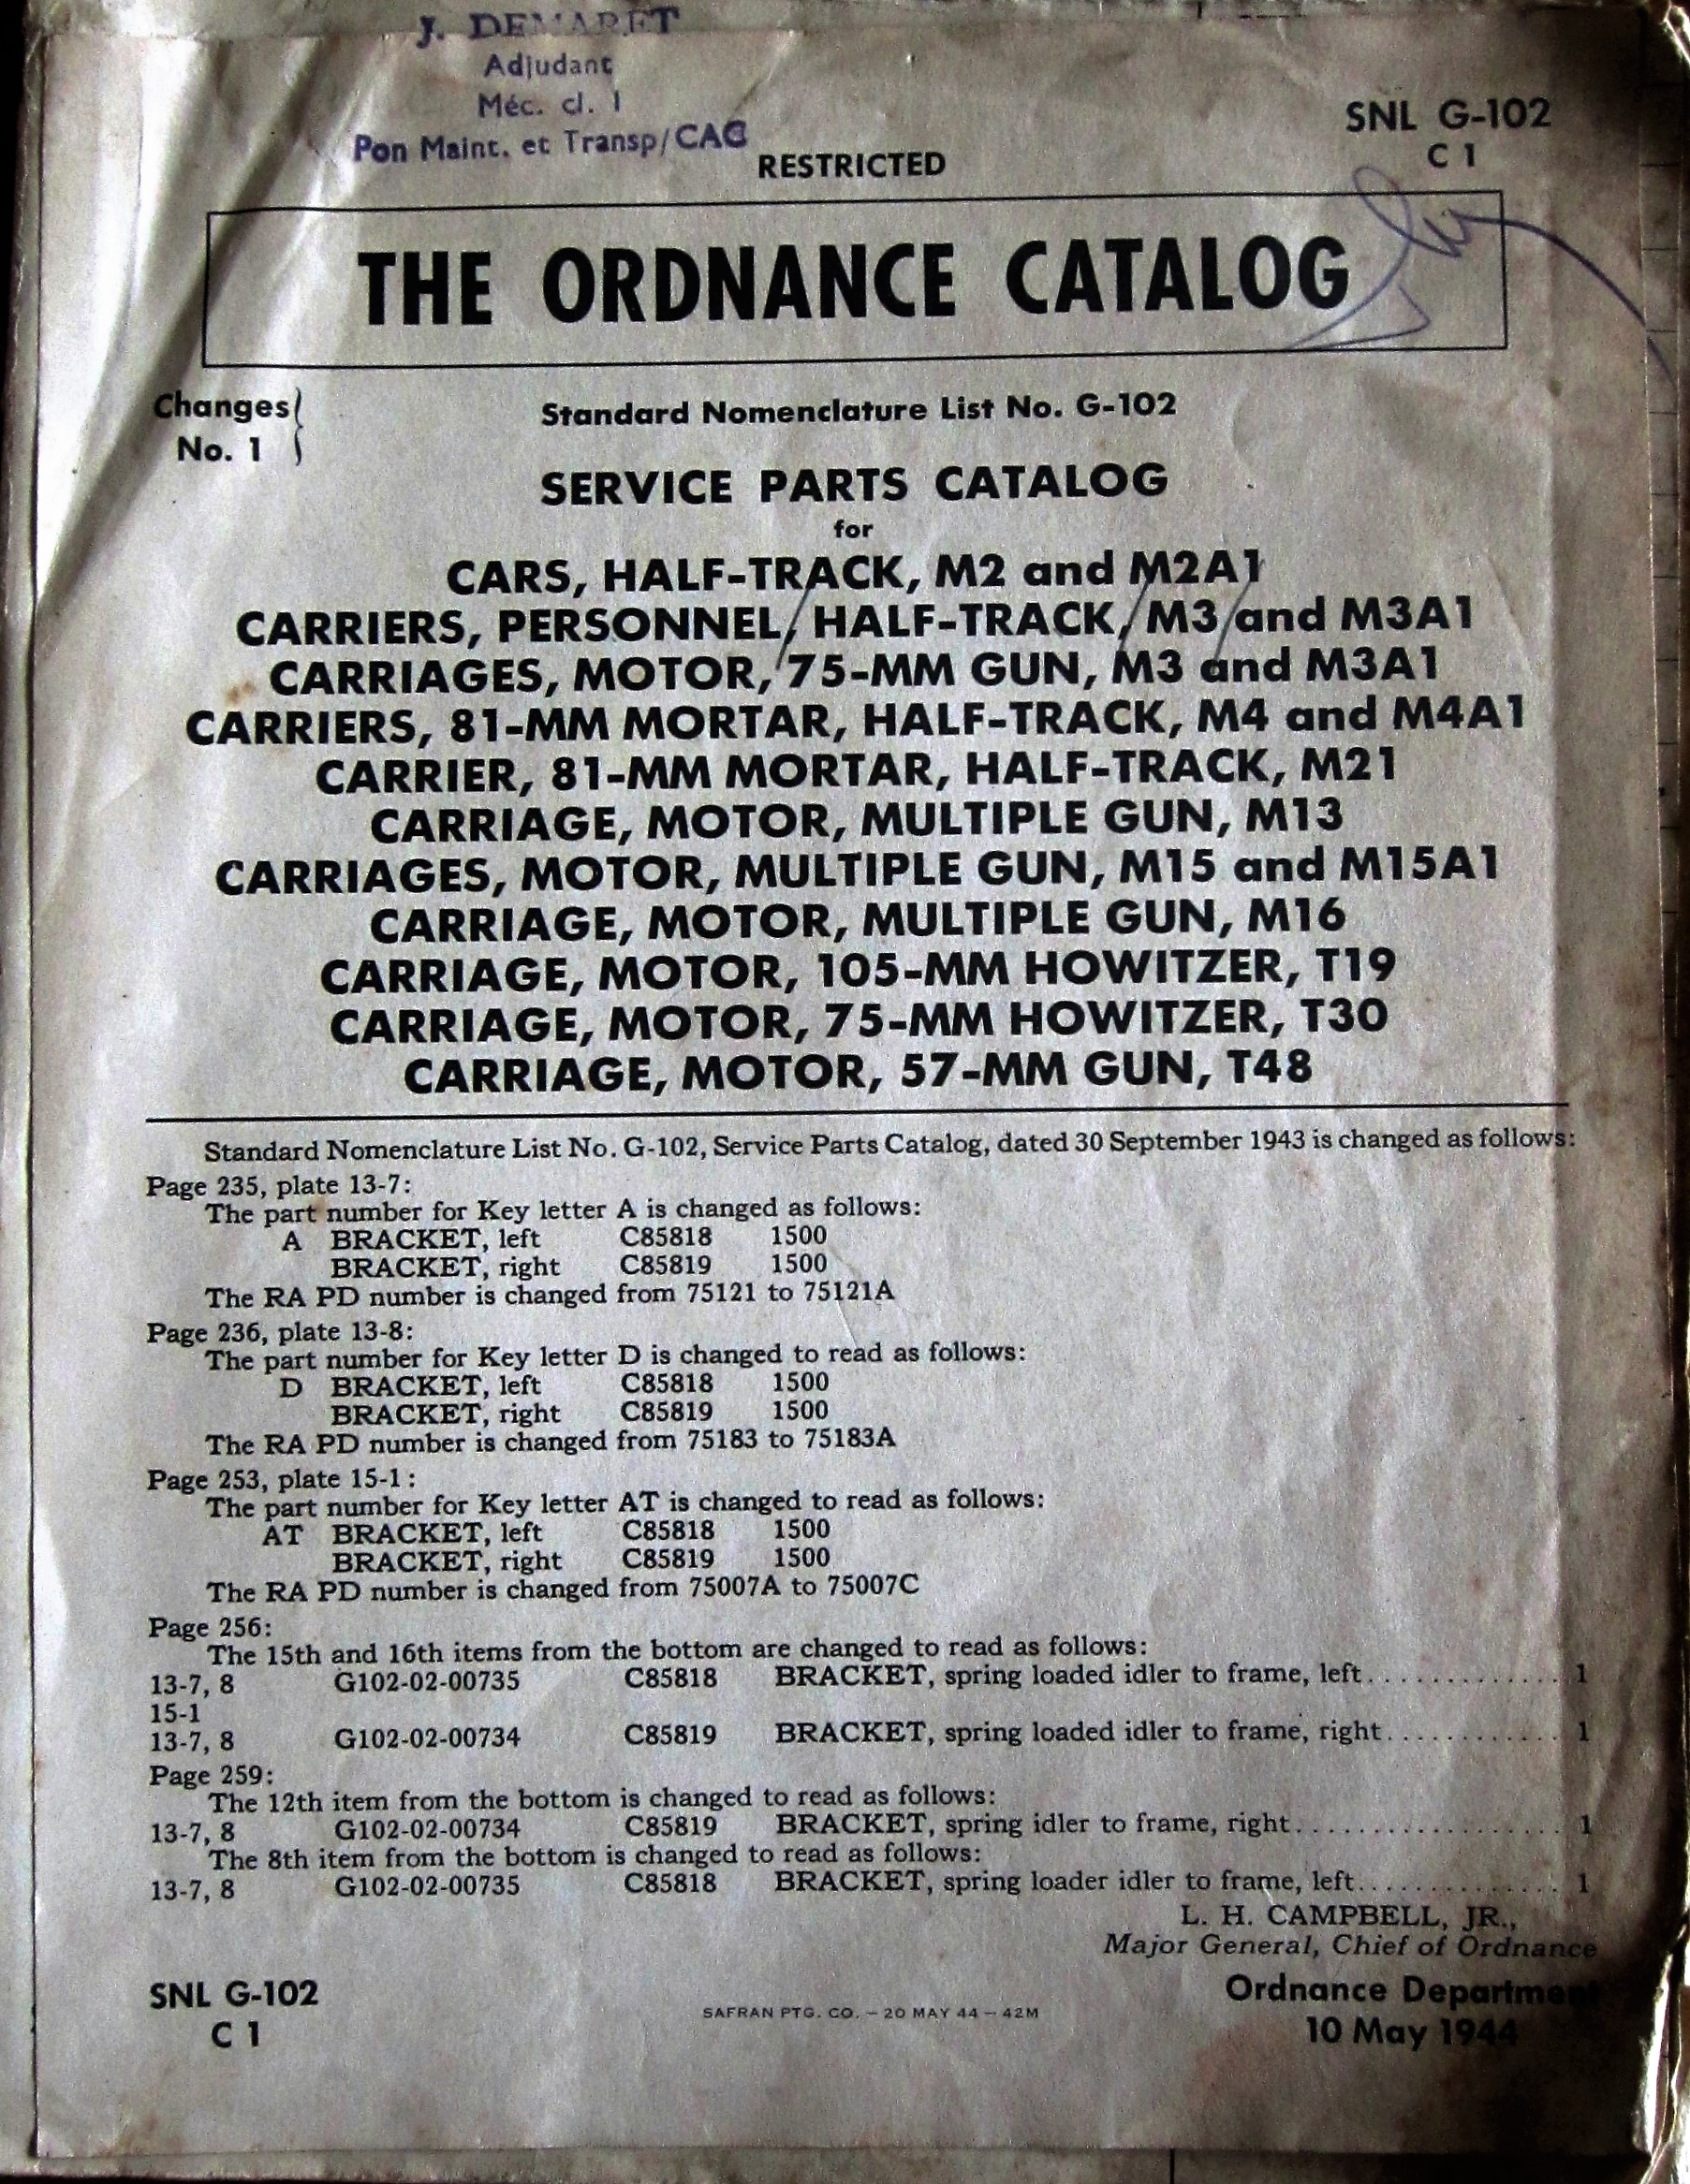 J. DEMARET
Adjudant
Méc. cl. 1
Pon Maint. et Transp/CAC
SNL G-102
C 1
RESTRICTED
THE ORDNANCE CATALOG
Changes
No. 1
Standard Nomenclature List No. G-102
SERVICE PARTS CATALOG
for
CARS, HALF-TRACK, M2 and M2A1
CARRIERS, PERSONNEL, HALF-TRACK, M3 and M3A1
CARRIAGES, MOTOR, 75-MM GUN, M3 and M3A1
CARRIERS, 81-MM MORTAR, HALF-TRACK, M4 and M4A1
CARRIER, 81-MM MORTAR, HALF-TRACK, M21
CARRIAGE, MOTOR, MULTIPLE GUN, M13
CARRIAGES, MOTOR, MULTIPLE GUN, M15 and M15A1
CARRIAGE, MOTOR, MULTIPLE GUN, M16
CARRIAGE, MOTOR, 105-MM HOWITZER, T19
CARRIAGE, MOTOR, 75-MM HOWITZER, T30
CARRIAGE, MOTOR, 57-MM GUN, T48
Standard Nomenclature List No. G-102, Service Parts Catalog, dated 30 September 1943 is changed as follows:
Page 235, plate 13-7:
The part number for Key letter A is changed as follows:
A BRACKET, left C85818 1500
BRACKET, right C85819 1500
The RA PD number is changed from 75121 to 75121A
Page 236, plate 13-8:
The part number for Key letter D is changed to read as follows:
D BRACKET, left C85818 1500
BRACKET, right C85819 1500
The RA PD number is changed from 75183 to 75183A
Page 253, plate 15-1:
The part number for Key letter AT is changed to read as follows:
AT BRACKET, left C85818 1500
BRACKET, right C85819 1500
The RA PD number is changed from 75007A to 75007C
Page 256:
The 15th and 16th items from the bottom are changed to read as follows:
13-7, 8 G102-02-00735 C85818 BRACKET, spring loaded idler to frame, left............. 1
15-1
13-7, 8 G102-02-00734 C85819 BRACKET, spring loaded idler to frame, right............ 1
Page 259:
The 12th item from the bottom is changed to read as follows:
13-7, 8 G102-02-00734 C85819 BRACKET, spring idler to frame, right.................. 1
The 8th item from the bottom is changed to read as follows:
13-7, 8 G102-02-00735 C85818 BRACKET, spring loader idler to frame, left.............. 1
L. H. CAMPBELL, JR.,
Major General, Chief of Ordnance
SNL G-102
C 1
SAFRAN PTG. CO. – 20 MAY 44 – 42M
Ordnance Department
10 May 1944